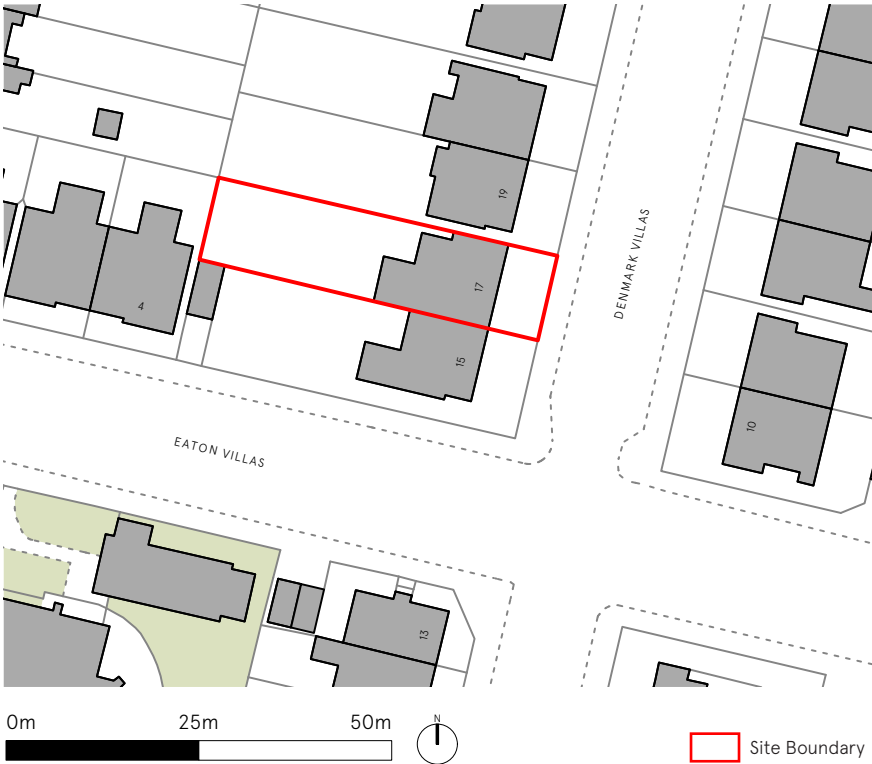 19
DENMARK VILLAS
17
4
15
10
EATON VILLAS
13
0m 25m 50m
N
Site Boundary